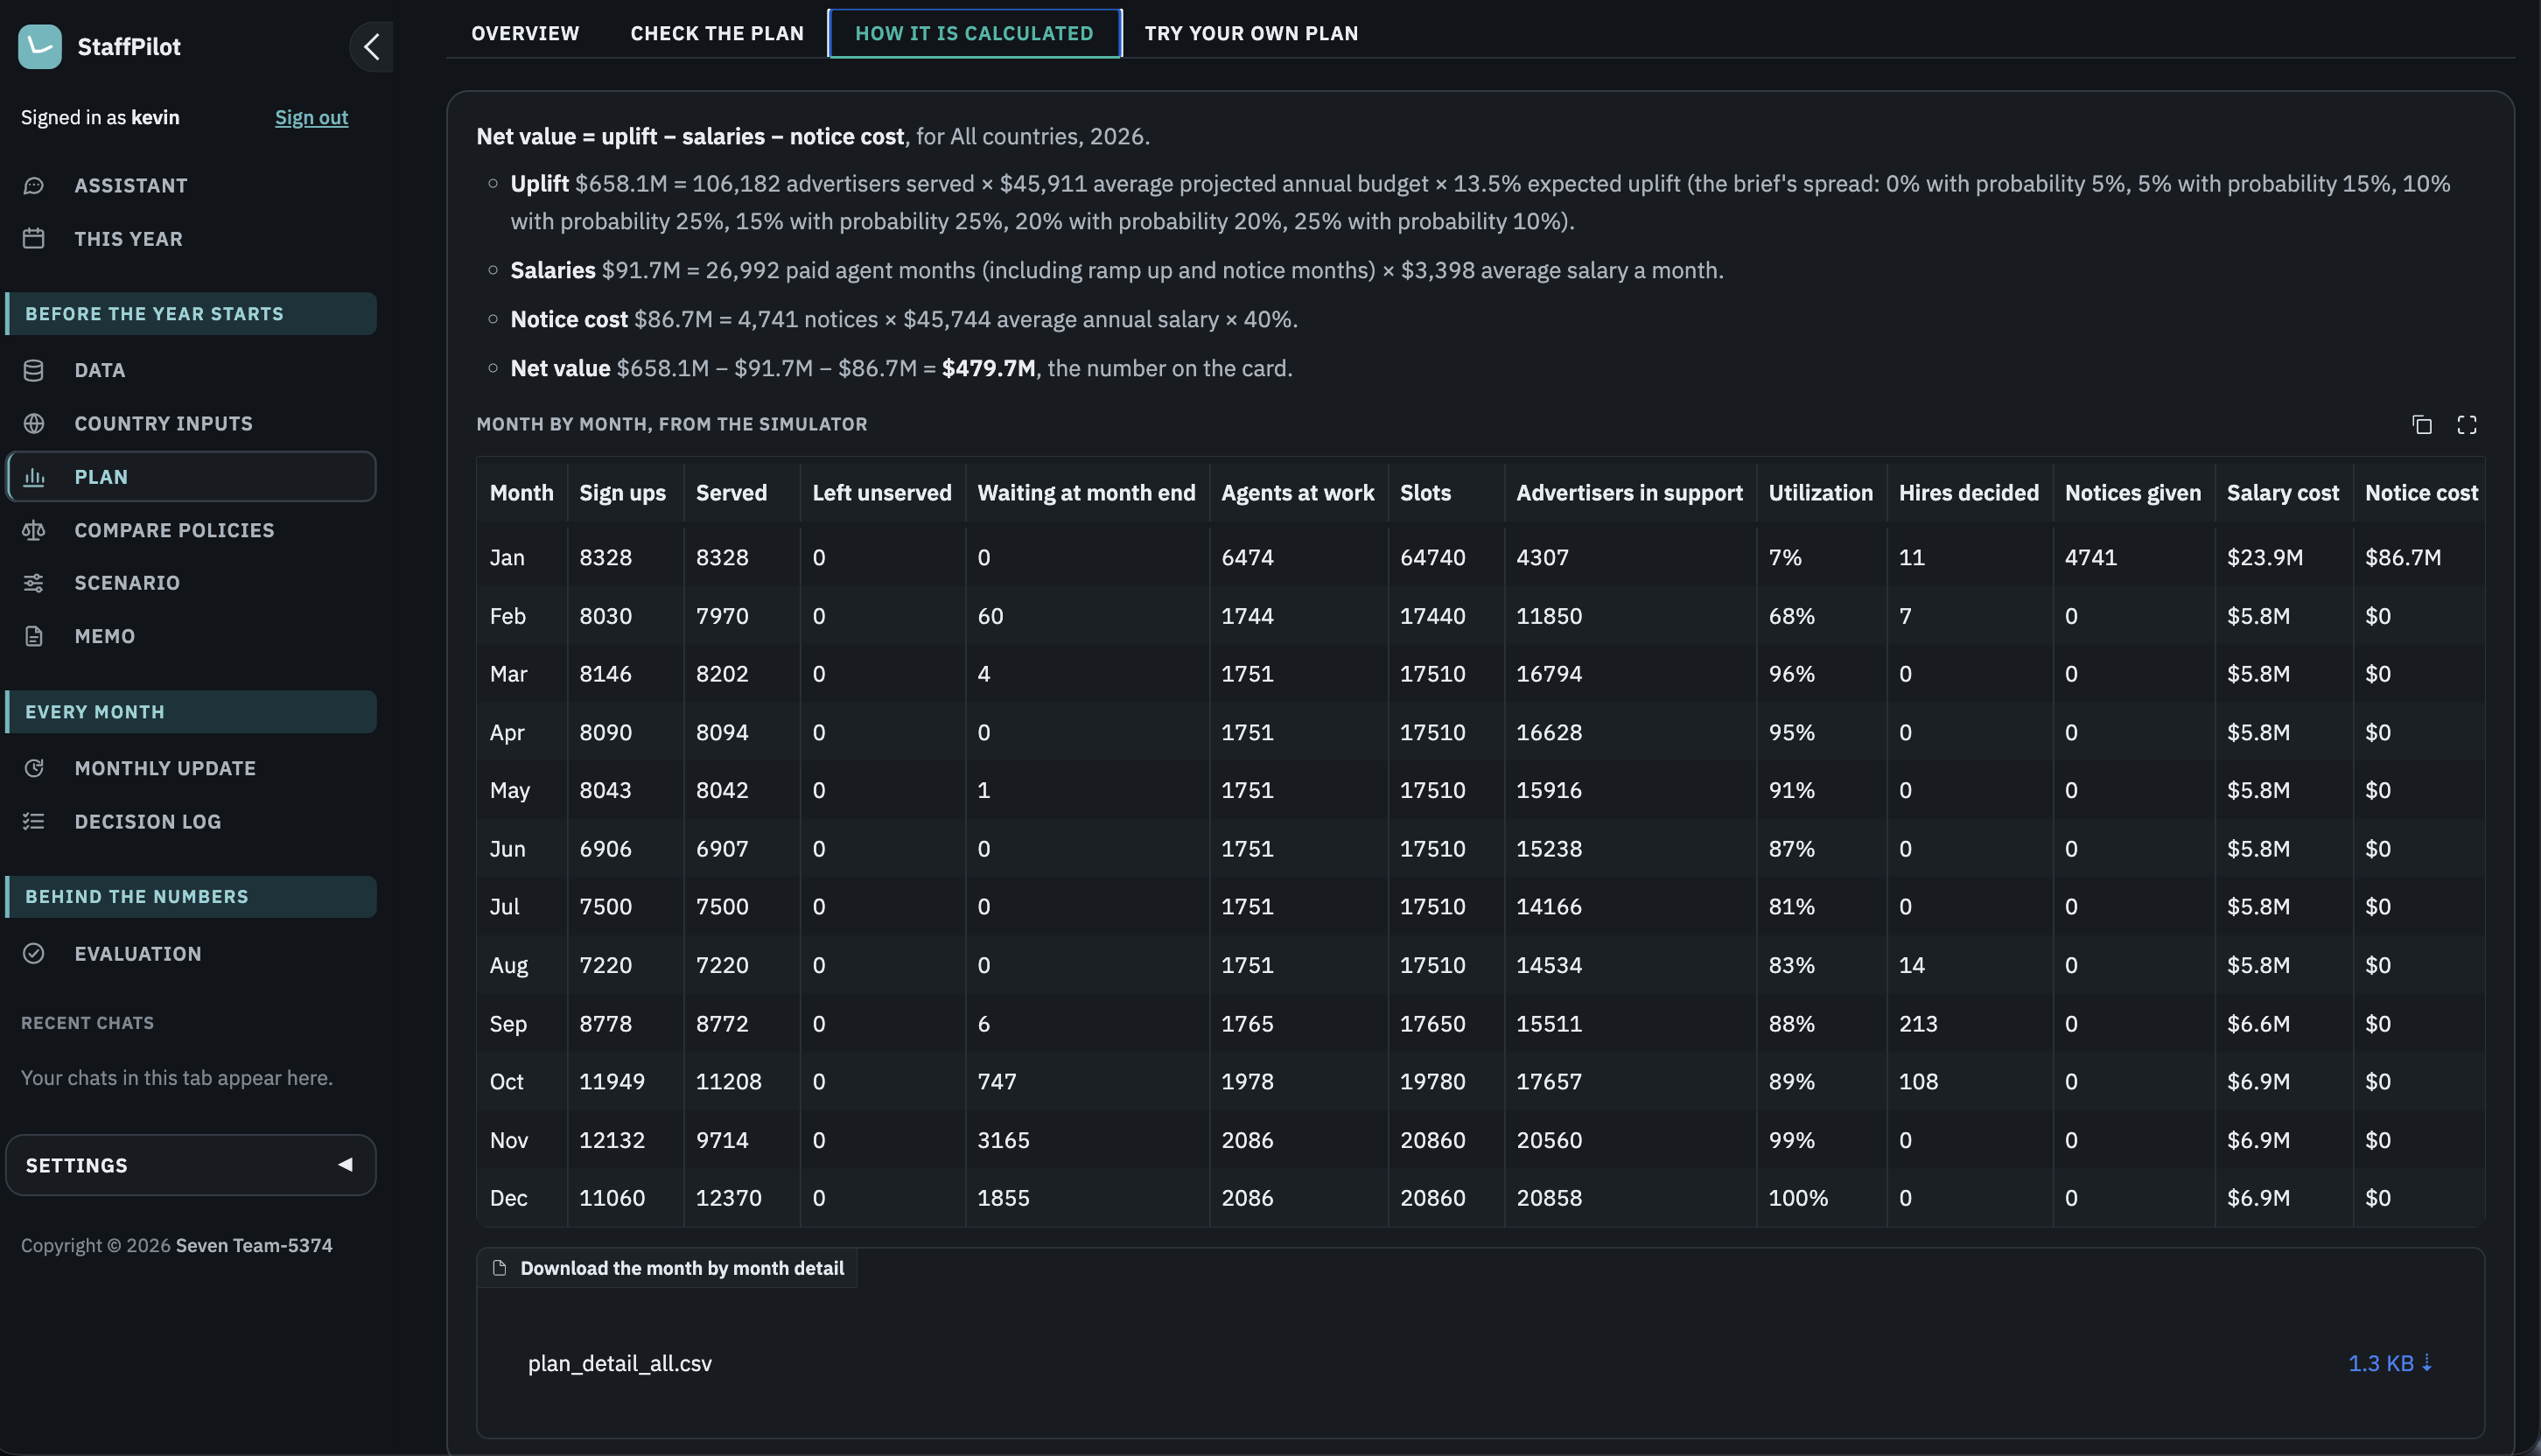 StaffPilot
Signed in as kevin
Sign out
ASSISTANT
THIS YEAR
BEFORE THE YEAR STARTS
DATA
COUNTRY INPUTS
PLAN
COMPARE POLICIES
SCENARIO
MEMO
EVERY MONTH
MONTHLY UPDATE
DECISION LOG
BEHIND THE NUMBERS
EVALUATION
RECENT CHATS
Your chats in this tab appear here.
SETTINGS
Copyright © 2026 Seven Team-5374
OVERVIEW CHECK THE PLAN HOW IT IS CALCULATED TRY YOUR OWN PLAN
Net value = uplift – salaries – notice cost, for All countries, 2026.
Uplift $658.1M = 106,182 advertisers served × $45,911 average projected annual budget × 13.5% expected uplift (the brief's spread: 0% with probability 5%, 5% with probability 15%, 10%
with probability 25%, 15% with probability 25%, 20% with probability 20%, 25% with probability 10%).
Salaries $91.7M = 26,992 paid agent months (including ramp up and notice months) × $3,398 average salary a month.
Notice cost $86.7M = 4,741 notices × $45,744 average annual salary × 40%.
Net value $658.1M – $91.7M – $86.7M = $479.7M, the number on the card.
MONTH BY MONTH, FROM THE SIMULATOR
Month Sign ups Served Left unserved Waiting at month end Agents at work Slots Advertisers in support Utilization Hires decided Notices given Salary cost Notice cost
Jan 8328 8328 0 0 6474 64740 4307 7% 11 4741 $23.9M $86.7M
Feb 8030 7970 0 60 1744 17440 11850 68% 7 0 $5.8M $0
Mar 8146 8202 0 4 1751 17510 16794 96% 0 0 $5.8M $0
Apr 8090 8094 0 0 1751 17510 16628 95% 0 0 $5.8M $0
May 8043 8042 0 1 1751 17510 15916 91% 0 0 $5.8M $0
Jun 6906 6907 0 0 1751 17510 15238 87% 0 0 $5.8M $0
Jul 7500 7500 0 0 1751 17510 14166 81% 0 0 $5.8M $0
Aug 7220 7220 0 0 1751 17510 14534 83% 14 0 $5.8M $0
Sep 8778 8772 0 6 1765 17650 15511 88% 213 0 $6.6M $0
Oct 11949 11208 0 747 1978 19780 17657 89% 108 0 $6.9M $0
Nov 12132 9714 0 3165 2086 20860 20560 99% 0 0 $6.9M $0
Dec 11060 12370 0 1855 2086 20860 20858 100% 0 0 $6.9M $0
Download the month by month detail
plan_detail_all.csv
1.3 KB ⇣